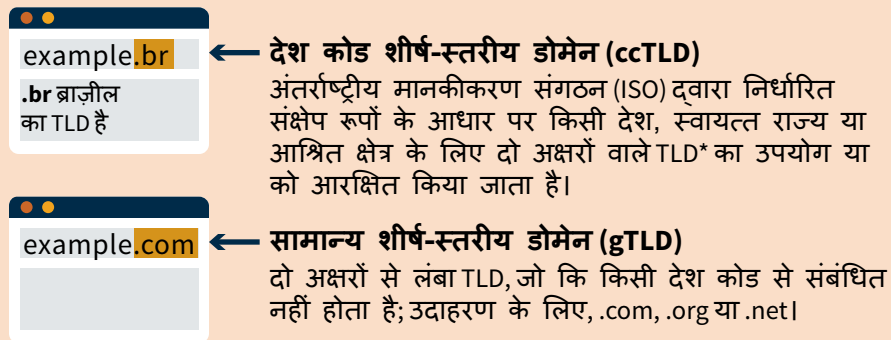 example.br
.br ब्राज़ील
का TLD है
देश कोड शीर्ष-स्तरीय डोमेन (ccTLD)
अंतर्राष्ट्रीय मानकीकरण संगठन (ISO) द्वारा निर्धारित
संक्षेप रूपों के आधार पर किसी देश, स्वायत्त राज्य या
आश्रित क्षेत्र के लिए दो अक्षरों वाले TLD* का उपयोग या
को आरक्षित किया जाता है।
example.com
सामान्य शीर्ष-स्तरीय डोमेन (gTLD)
दो अक्षरों से लंबा TLD, जो कि किसी देश कोड से संबंधित
नहीं होता है; उदाहरण के लिए, .com, .org या .net।